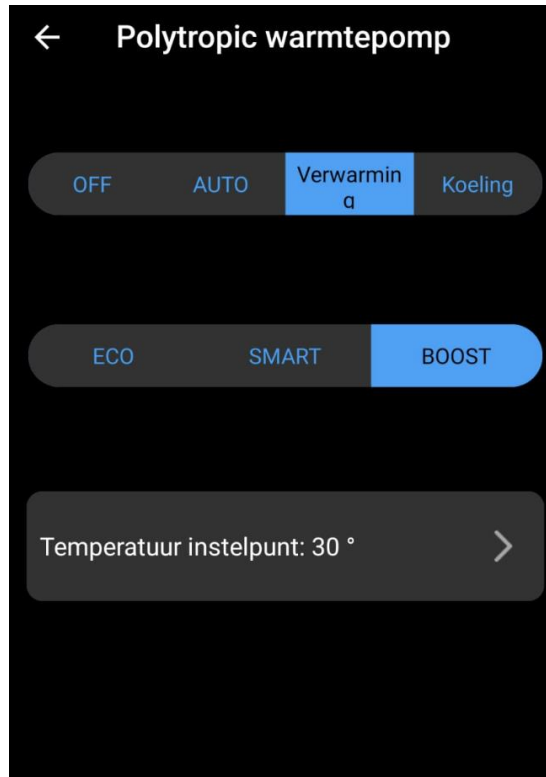 Polytropic warmtepomp
OFF
AUTO
Verwarmin
g
Koeling
ECO
SMART
BOOST
Temperatuur instelpunt: 30 °